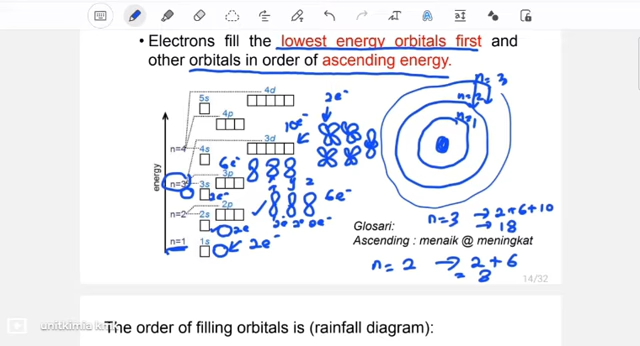 • Electrons fill the lowest energy orbitals first and
other orbitals in order of ascending energy.
4d
5s
4p
n=4
4s
3d
3p
n=3
3s
energy
2p
n=2
2s
n=1
1s
2e⁻
10e⁻
6e⁻
2e⁻
6e⁻
2e
2e⁻
n = 3
n=2
n=1
n=3 → 2+6+10
→ 18
Glosari:
Ascending : menaik @ meningkat
n = 2 → 2 + 6
= 8
14/32
unitkimia kmk
The order of filling orbitals is (rainfall diagram):